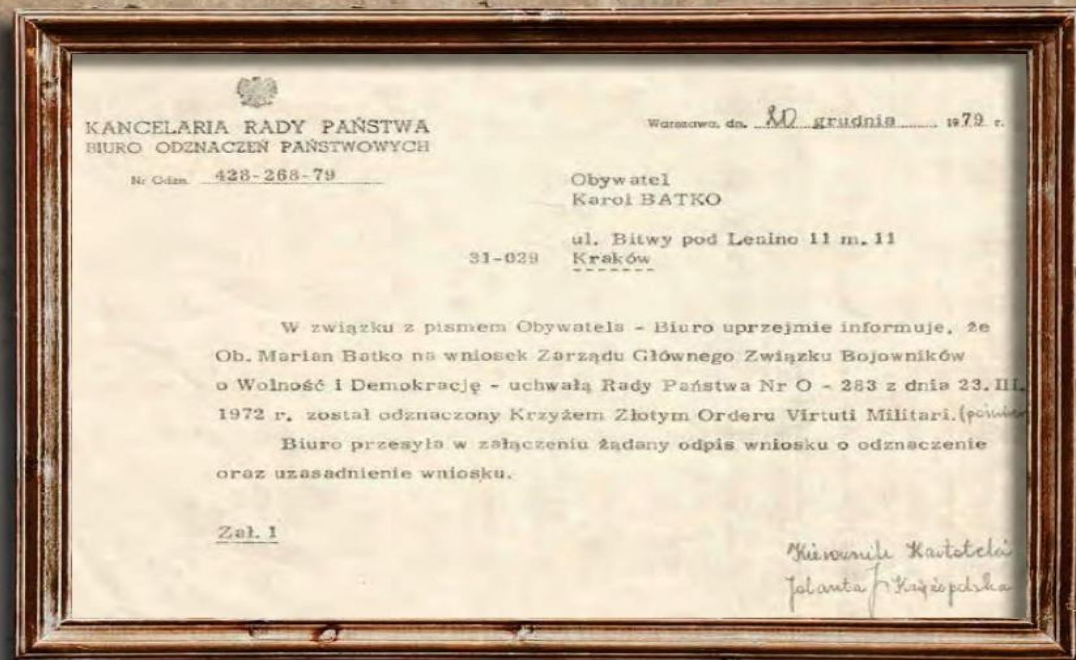 KANCELARIA RADY PAŃSTWA
BIURO ODZNACZEŃ PAŃSTWOWYCH
Nr Odzn. 428-268-79
Warszawa, dn. 20 grudnia 1979 r.
Obywatel
Karol BATKO
ul. Bitwy pod Lenino 11 m. 11
31-029 Kraków
W związku z pismem Obywatela - Biuro uprzejmie informuje, że
Ob. Marian Batko na wniosek Zarządu Głównego Związku Bojowników
o Wolność i Demokrację - uchwałą Rady Państwa Nr O - 283 z dnia 23. III.
1972 r. został odznaczony Krzyżem Złotym Orderu Virtuti Militari.
Biuro przesyła w załączeniu żądany odpis wniosku o odznaczenie
oraz uzasadnienie wniosku.
Zał. 1
Kierownik Kartoteki
Jolanta